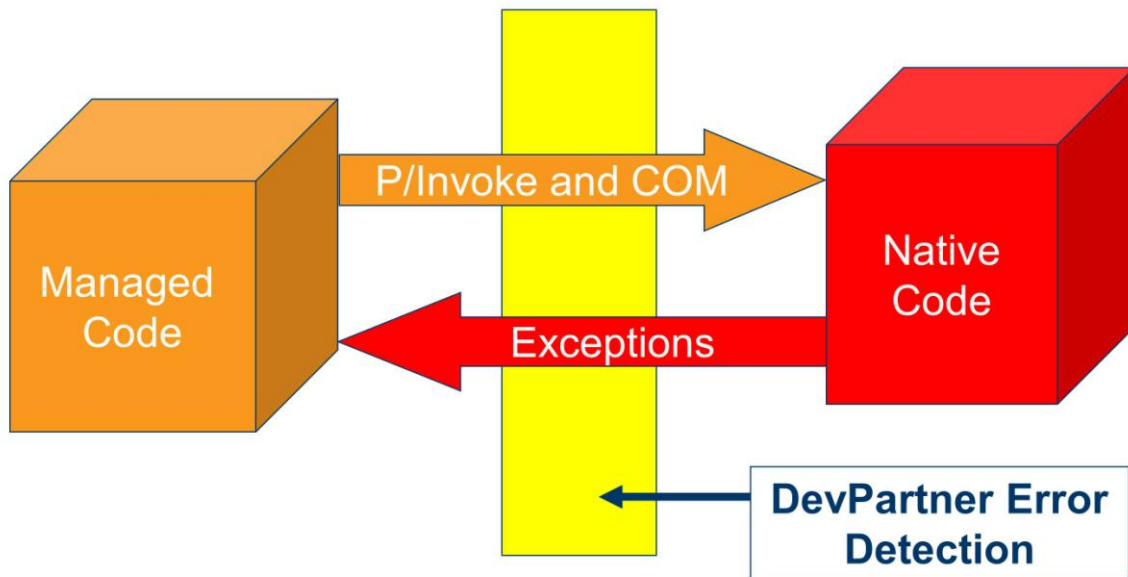 P/Invoke and COM
Managed
Code
Native
Code
Exceptions
DevPartner Error
Detection